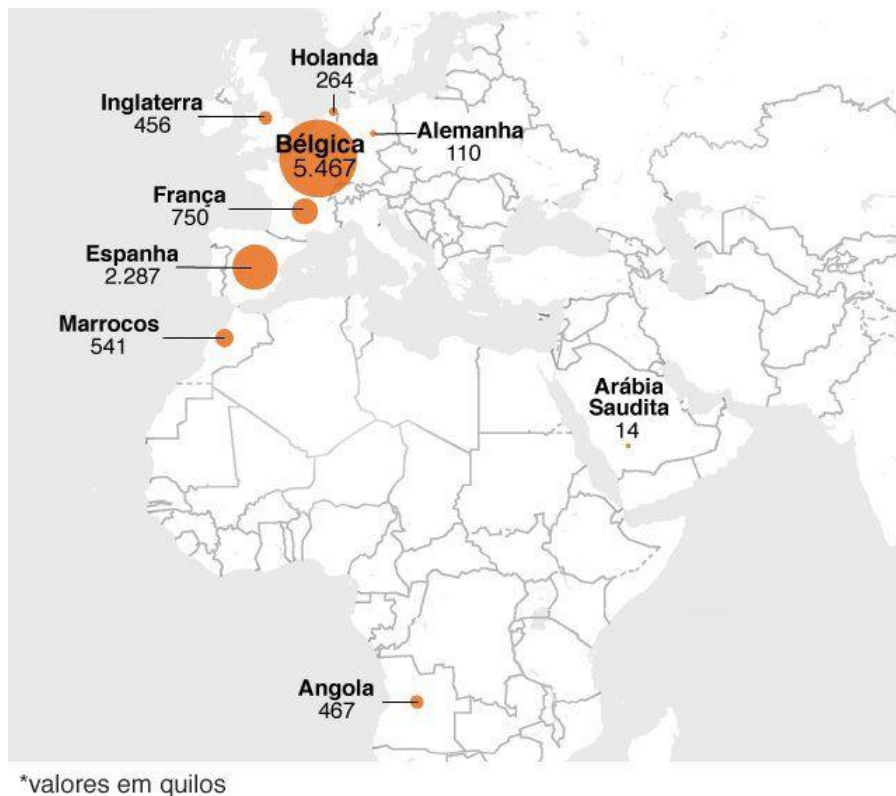 Holanda
264
Inglaterra
456
Alemanha
110
Bélgica
5.467
França
750
Espanha
2.287
Marrocos
541
Arábia
Saudita
14
Angola
467
*valores em quilos